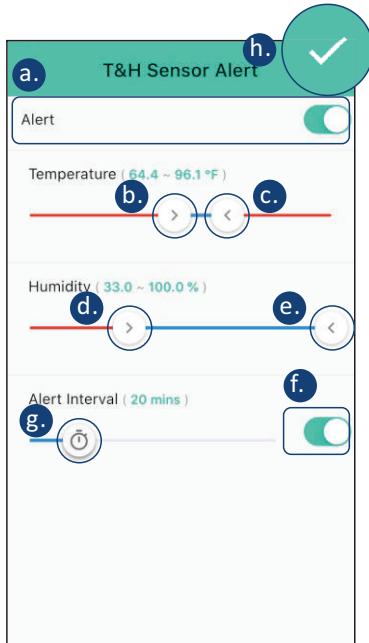 h.
T&H Sensor Alert
a.
Alert
Temperature ( 64.4 ~ 96.1 °F )
b.
c.
Humidity ( 33.0 ~ 100.0 % )
d.
e.
f.
Alert Interval ( 20 mins )
g.